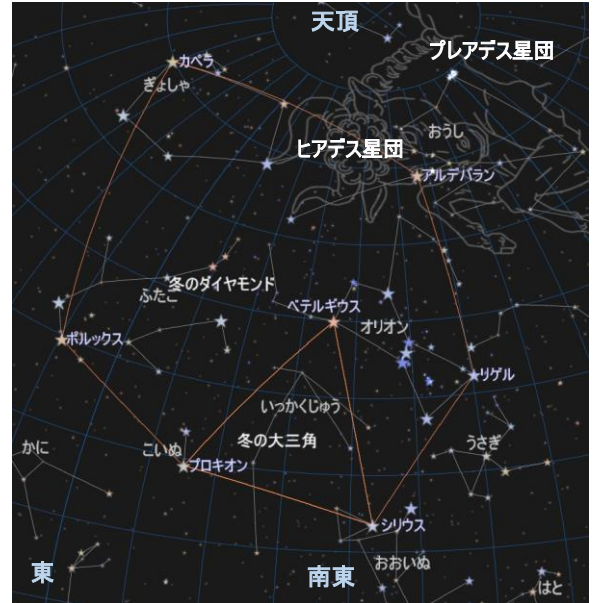 天頂
プレアデス星団
カペラ
ぎょしゃ
おうし
ヒアデス星団
アルデバラン
冬のダイヤモンド
ふたご
ベテルギウス
オリオン
ポルックス
リゲル
いっかくじゅう
冬の大三角
うさぎ
かに
こいぬ
プロキオン
シリウス
おおいぬ
東
南東
はと